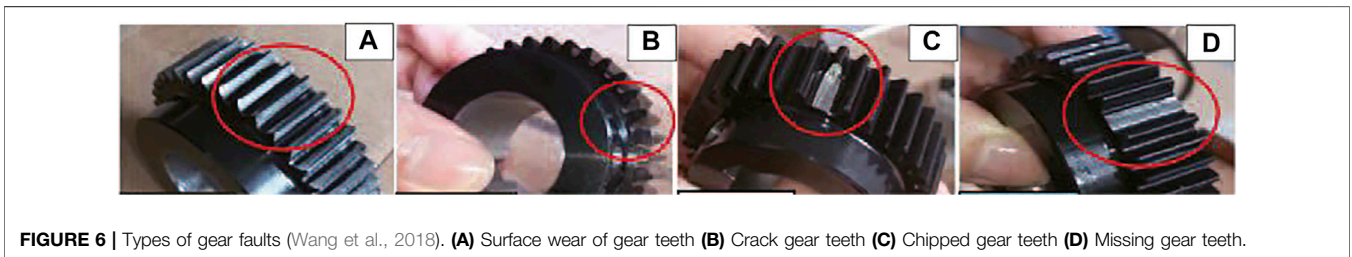 A
B
C
D
FIGURE 6 | Types of gear faults (Wang et al., 2018). (A) Surface wear of gear teeth (B) Crack gear teeth (C) Chipped gear teeth (D) Missing gear teeth.